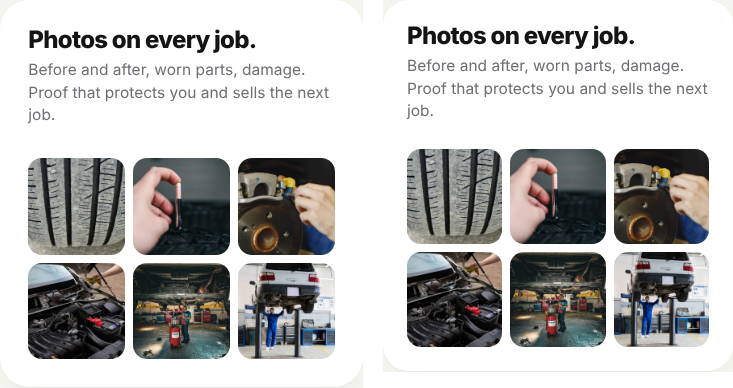 Photos on every job.
Before and after, worn parts, damage.
Proof that protects you and sells the next
job.
Photos on every job.
Before and after, worn parts, damage.
Proof that protects you and sells the next
job.